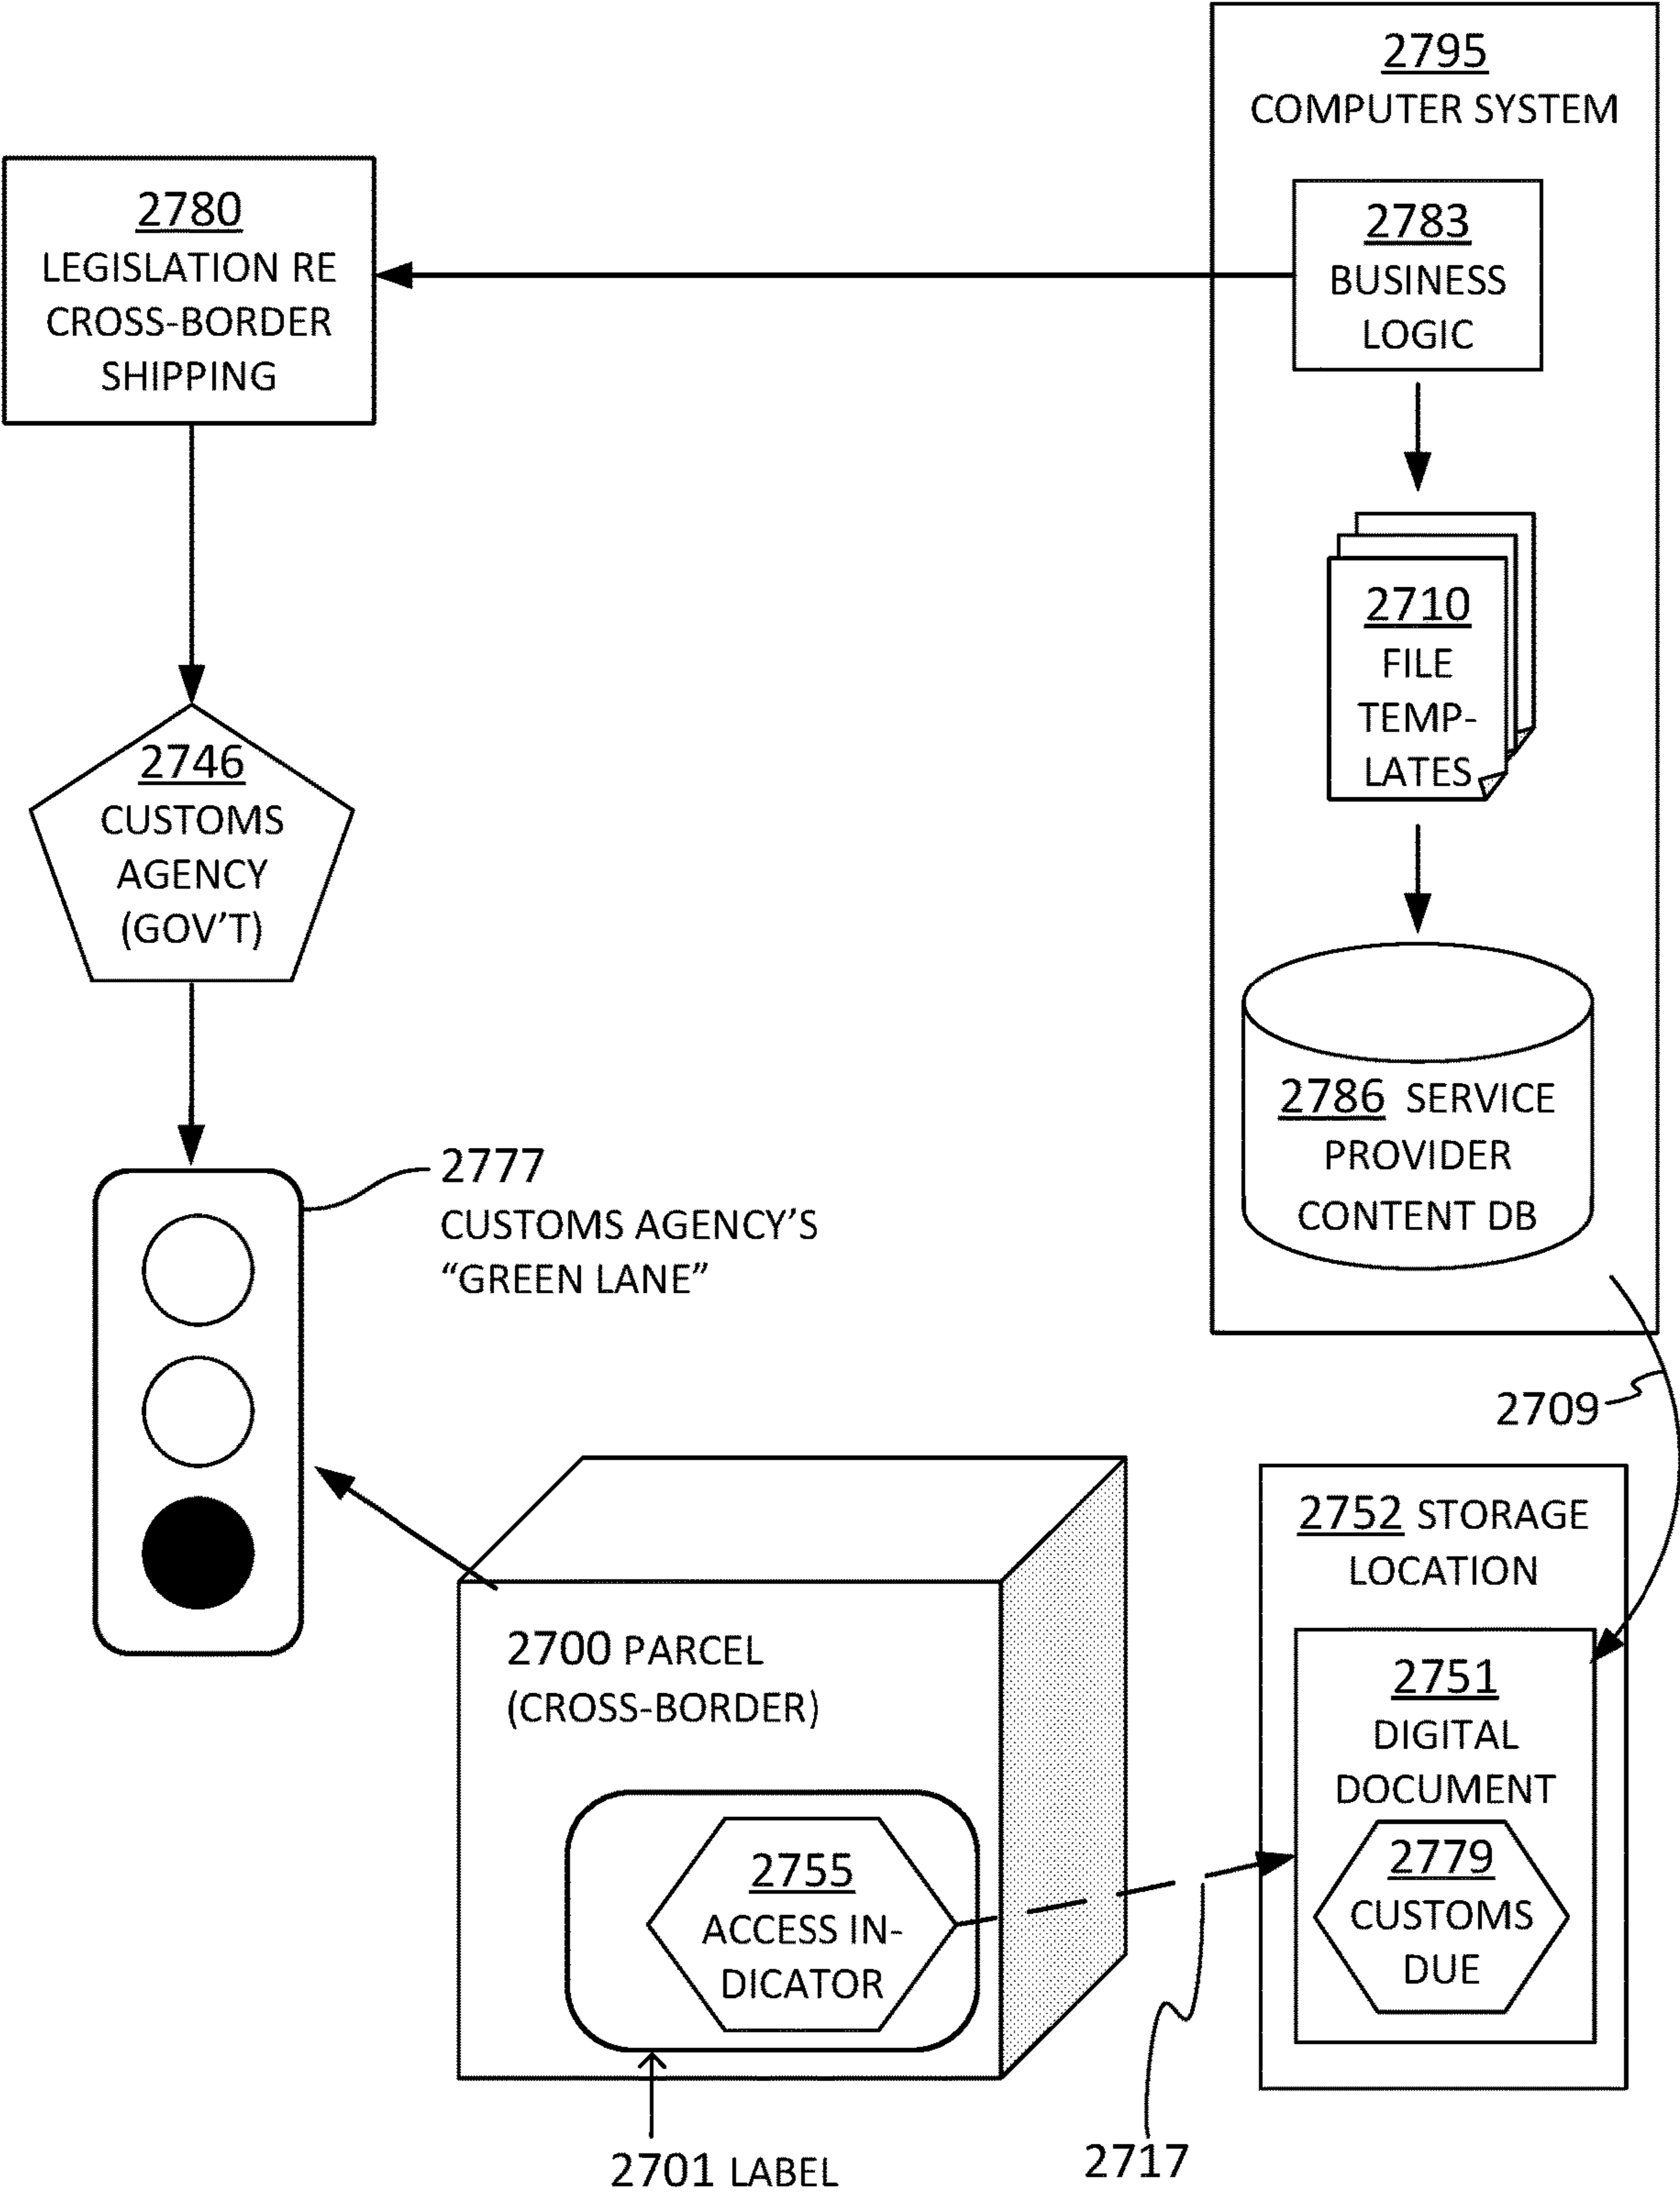 2795
COMPUTER SYSTEM
2780
LEGISLATION RE
CROSS-BORDER
SHIPPING
2783
BUSINESS
LOGIC
2710
FILE
TEMP-
LATES
2746
CUSTOMS
AGENCY
(GOV’T)
2786 SERVICE
PROVIDER
CONTENT DB
2777
CUSTOMS AGENCY’S
“GREEN LANE”
2709
2752 STORAGE
LOCATION
2700 PARCEL
(CROSS-BORDER)
2751
DIGITAL
DOCUMENT
2779
CUSTOMS
DUE
2755
ACCESS IN-
DICATOR
2701 LABEL
2717